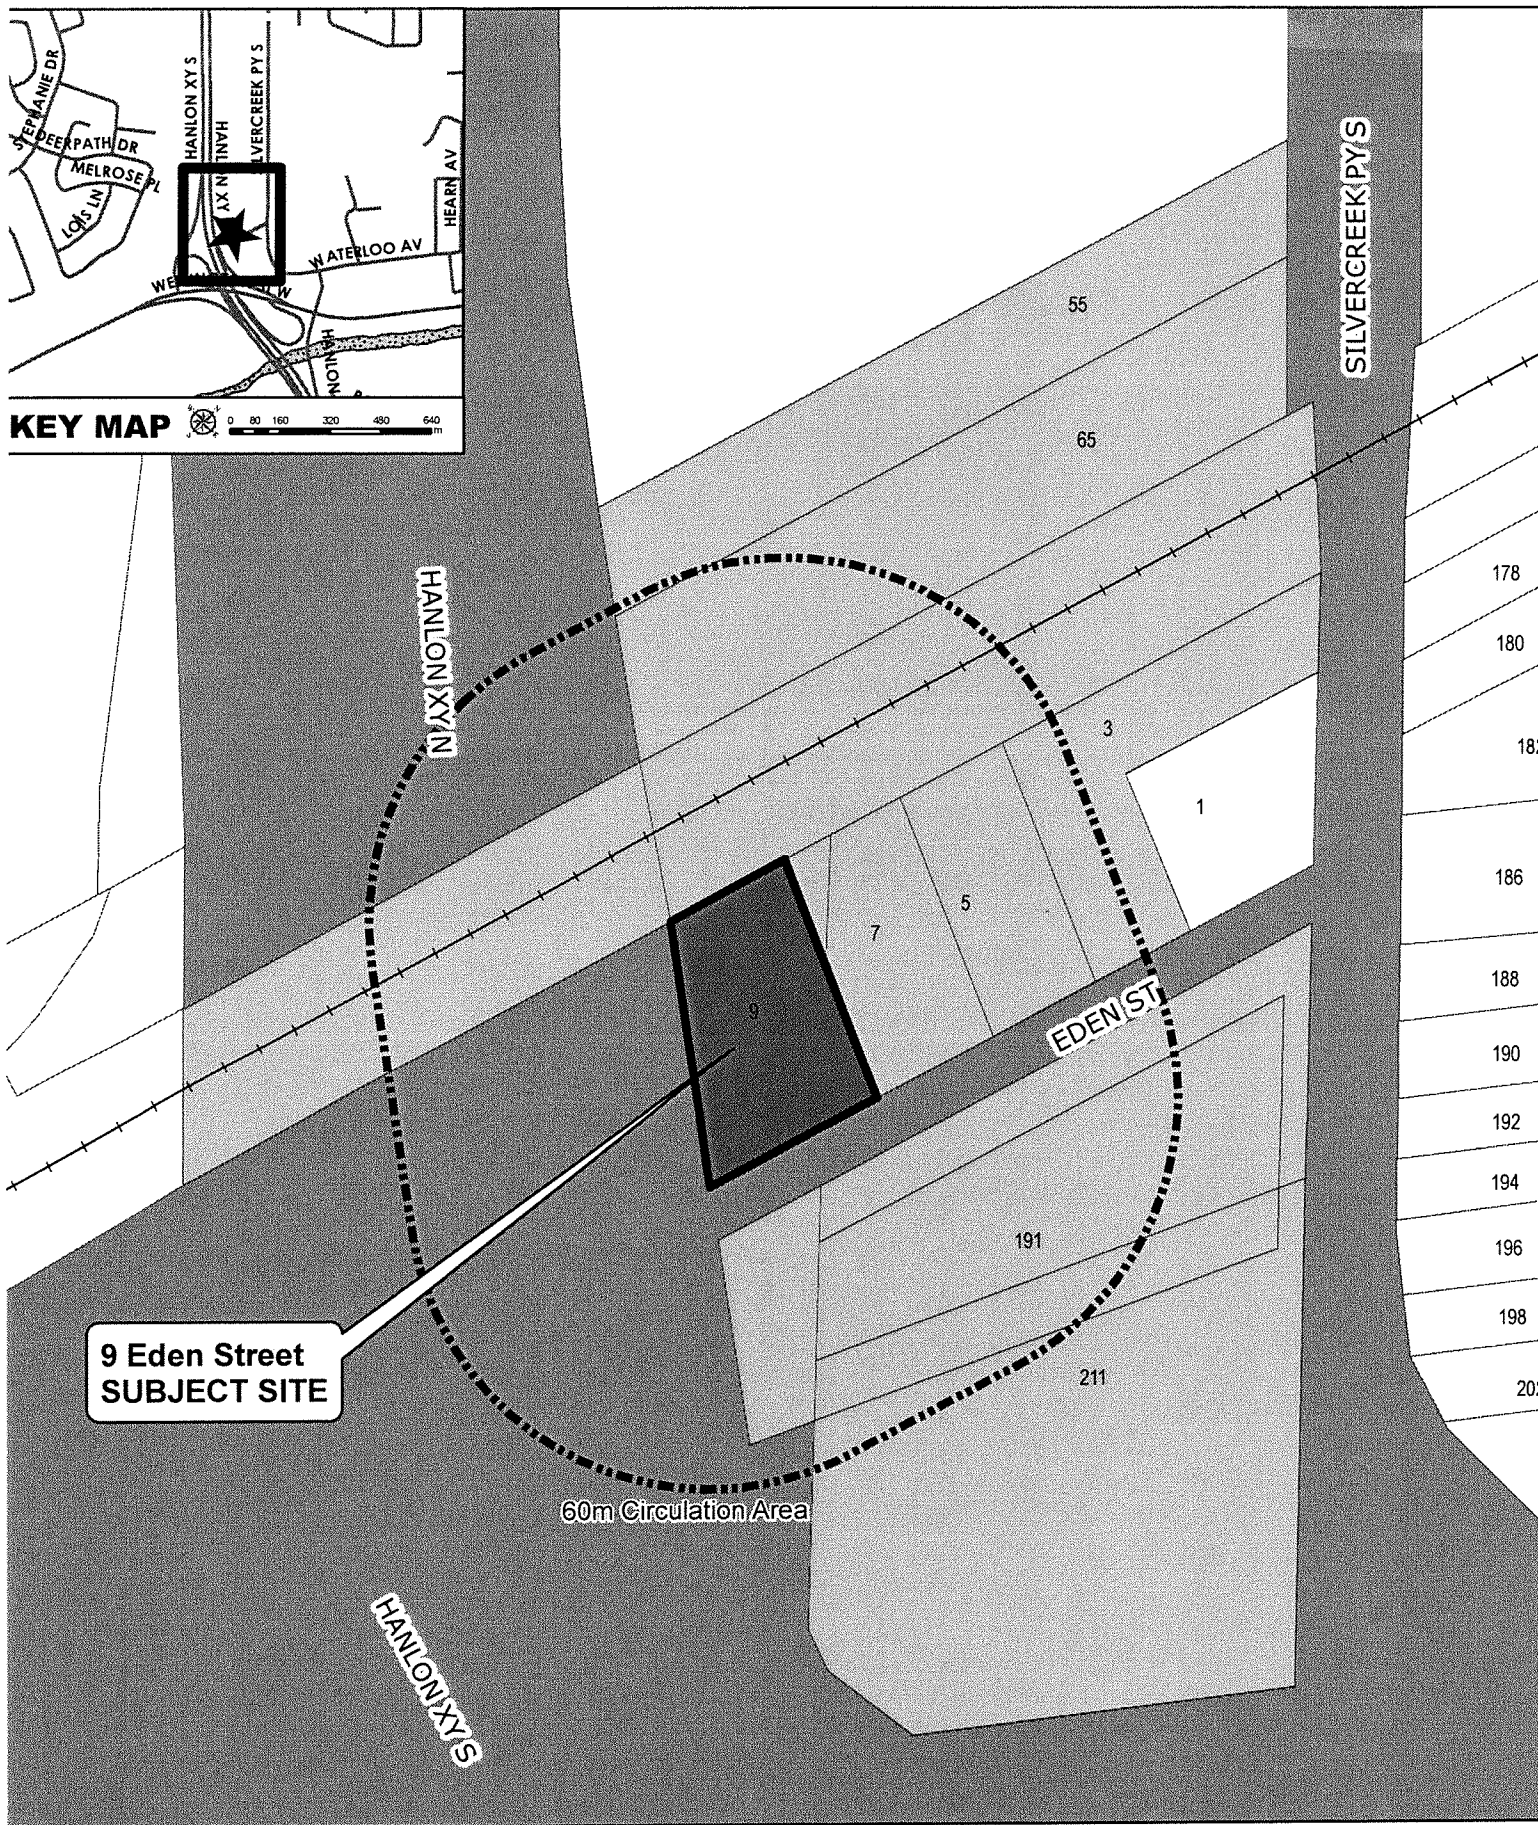 STEPHANIE DR
DEERPATH DR
MELROSE PL
LOIS LN
HANLON XY S
HANLON XY
SILVERCREEK PY S
HEARN AV
WATERLOO AV
W
HANLON
KEY MAP
0 80 160 320 480 640
m
SILVERCREEK PY S
55
65
HANLON XY N
178
180
3
182
1
186
7
5
188
9
EDEN ST
190
192
194
191
196
198
9 Eden Street
SUBJECT SITE
211
202
60m Circulation Area
HANLON XY S